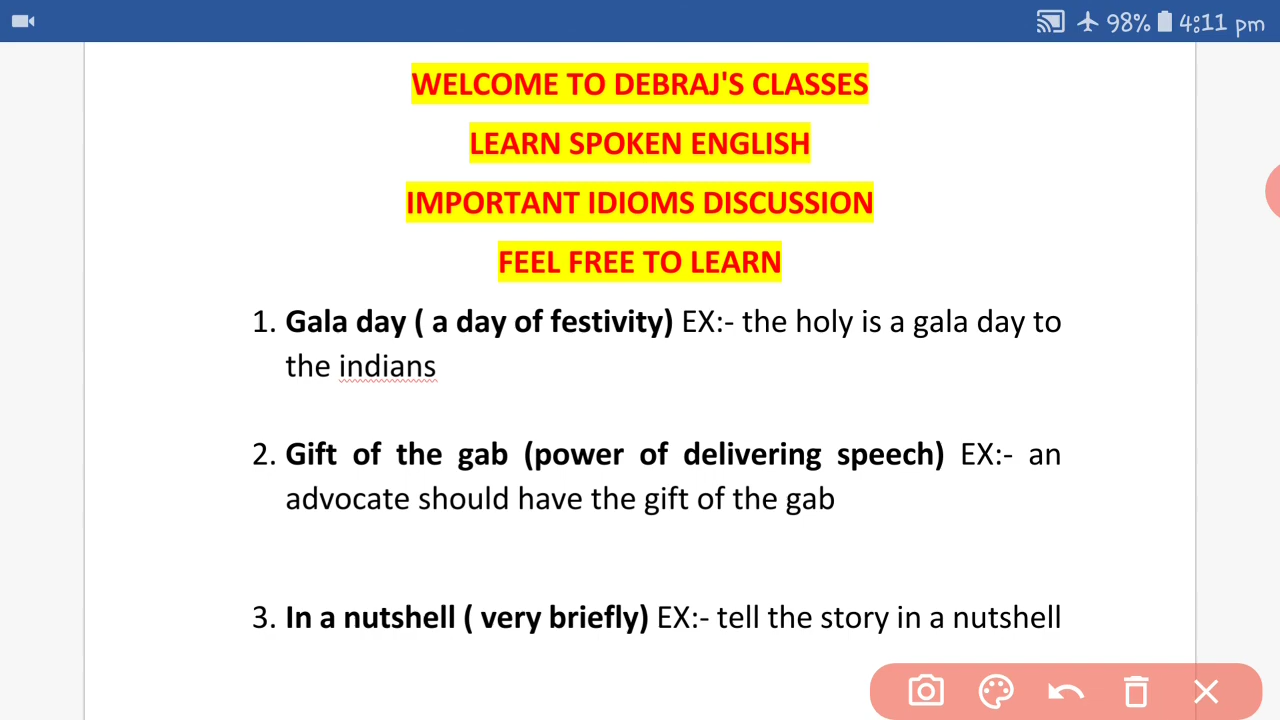 98% 4:11 pm
WELCOME TO DEBRAJ'S CLASSES
LEARN SPOKEN ENGLISH
IMPORTANT IDIOMS DISCUSSION
FEEL FREE TO LEARN
1. Gala day ( a day of festivity) EX:- the holy is a gala day to
the indians
2. Gift of the gab (power of delivering speech) EX:- an
advocate should have the gift of the gab
3. In a nutshell ( very briefly) EX:- tell the story in a nutshell